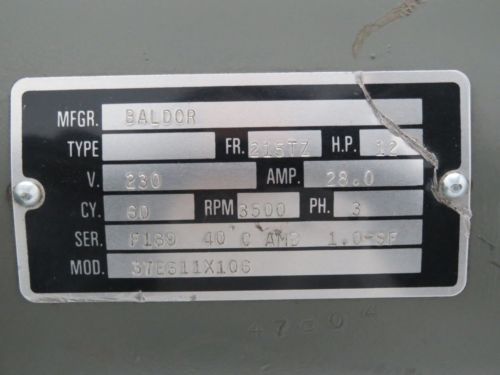 MFGR. BALDOR
TYPE FR. 215TZ H.P. 12
V. 230 AMP. 28.0
CY. 60 RPM 3500 PH. 3
SER. F189 40 C AMB 1.0-SF
MOD. 37E611X106